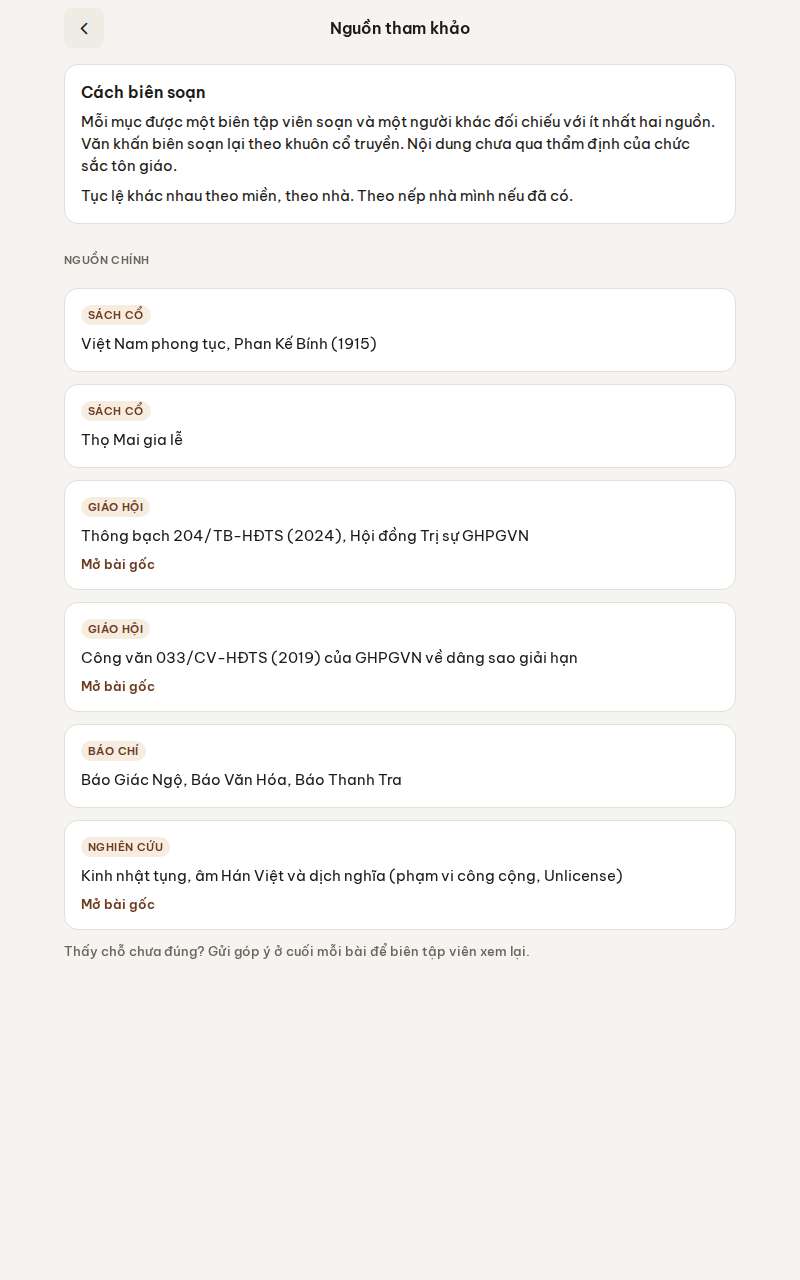 Nguồn tham khảo
Cách biên soạn
Mỗi mục được một biên tập viên soạn và một người khác đối chiếu với ít nhất hai nguồn.
Văn khấn biên soạn lại theo khuôn cổ truyền. Nội dung chưa qua thẩm định của chức
sắc tôn giáo.
Tục lệ khác nhau theo miền, theo nhà. Theo nếp nhà mình nếu đã có.
NGUỒN CHÍNH
SÁCH CỔ
Việt Nam phong tục, Phan Kế Bính (1915)
SÁCH CỔ
Thọ Mai gia lễ
GIÁO HỘI
Thông bạch 204/TB-HĐTS (2024), Hội đồng Trị sự GHPGVN
Mở bài gốc
GIÁO HỘI
Công văn 033/CV-HĐTS (2019) của GHPGVN về dâng sao giải hạn
Mở bài gốc
BÁO CHÍ
Báo Giác Ngộ, Báo Văn Hóa, Báo Thanh Tra
NGHIÊN CỨU
Kinh nhật tụng, âm Hán Việt và dịch nghĩa (phạm vi công cộng, Unlicense)
Mở bài gốc
Thấy chỗ chưa đúng? Gửi góp ý ở cuối mỗi bài để biên tập viên xem lại.